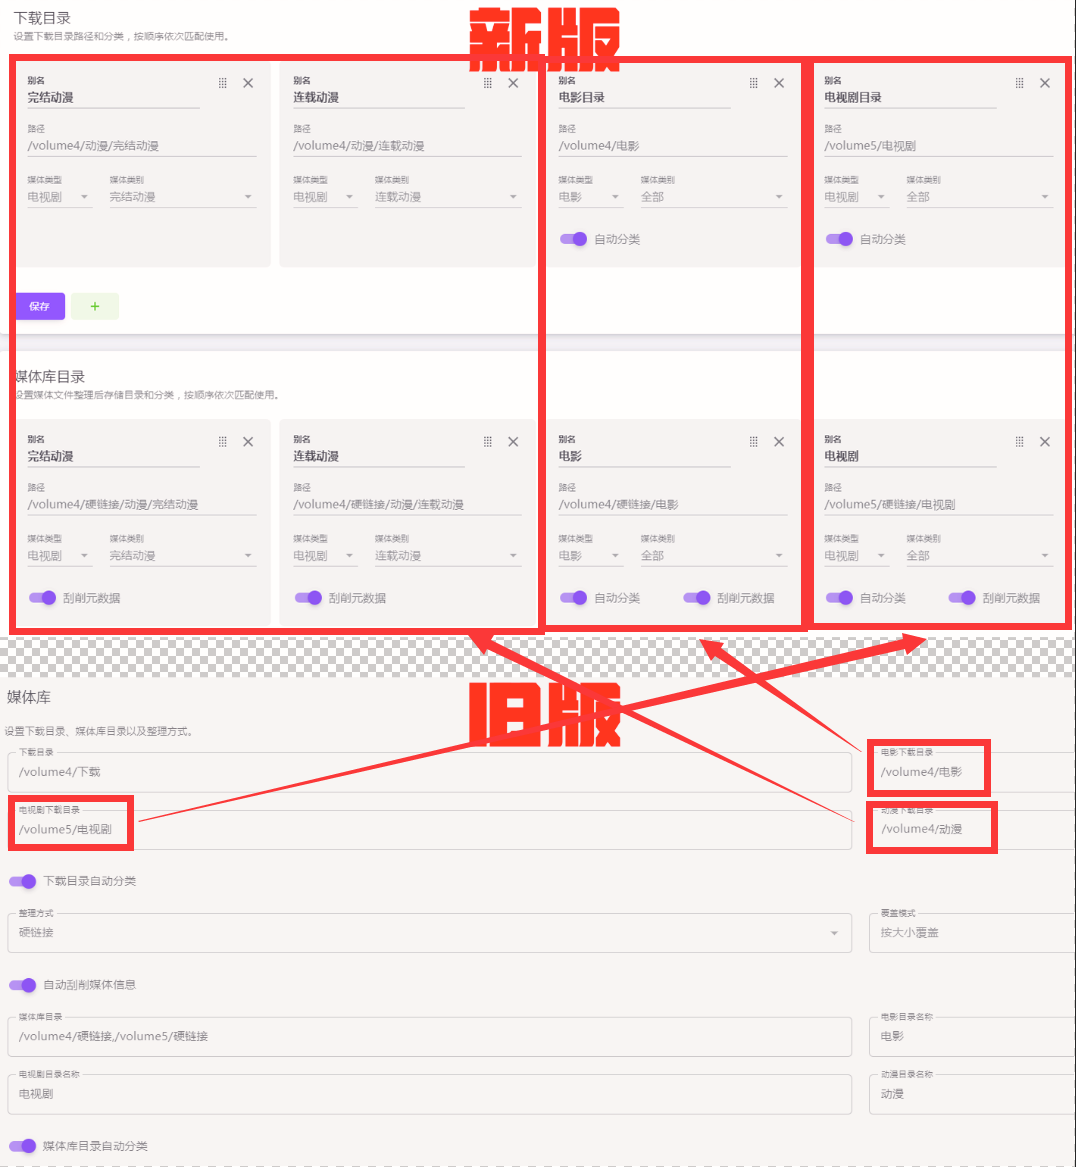 下载目录
设置下载目录路径和分类，按顺序依次匹配使用。
新版
别名
完结动漫
路径
/volume4/动漫/完结动漫
媒体类型
电视剧
媒体类别
完结动漫
别名
连载动漫
路径
/volume4/动漫/连载动漫
媒体类型
电视剧
媒体类别
连载动漫
别名
电影目录
路径
/volume4/电影
媒体类型
电影
媒体类别
全部
自动分类
别名
电视剧目录
路径
/volume5/电视剧
媒体类型
电视剧
媒体类别
全部
自动分类
保存
+
媒体库目录
设置媒体文件整理后存储目录和分类，按顺序依次匹配使用。
别名
完结动漫
路径
/volume4/硬链接/动漫/完结动漫
媒体类型
电视剧
媒体类别
完结动漫
刮削元数据
别名
连载动漫
路径
/volume4/硬链接/动漫/连载动漫
媒体类型
电视剧
媒体类别
连载动漫
刮削元数据
别名
电影
路径
/volume4/硬链接/电影
媒体类型
电影
媒体类别
全部
自动分类
刮削元数据
别名
电视剧
路径
/volume5/硬链接/电视剧
媒体类型
电视剧
媒体类别
全部
自动分类
刮削元数据
旧版
媒体库
设置下载目录、媒体库目录以及整理方式。
下载目录
/volume4/下载
电影下载目录
/volume4/电影
电视剧下载目录
/volume5/电视剧
动漫下载目录
/volume4/动漫
下载目录自动分类
整理方式
硬链接
覆盖模式
按大小覆盖
自动刮削媒体信息
媒体库目录
/volume4/硬链接,/volume5/硬链接
电影目录名称
电影
电视剧目录名称
电视剧
动漫目录名称
动漫
媒体库目录自动分类